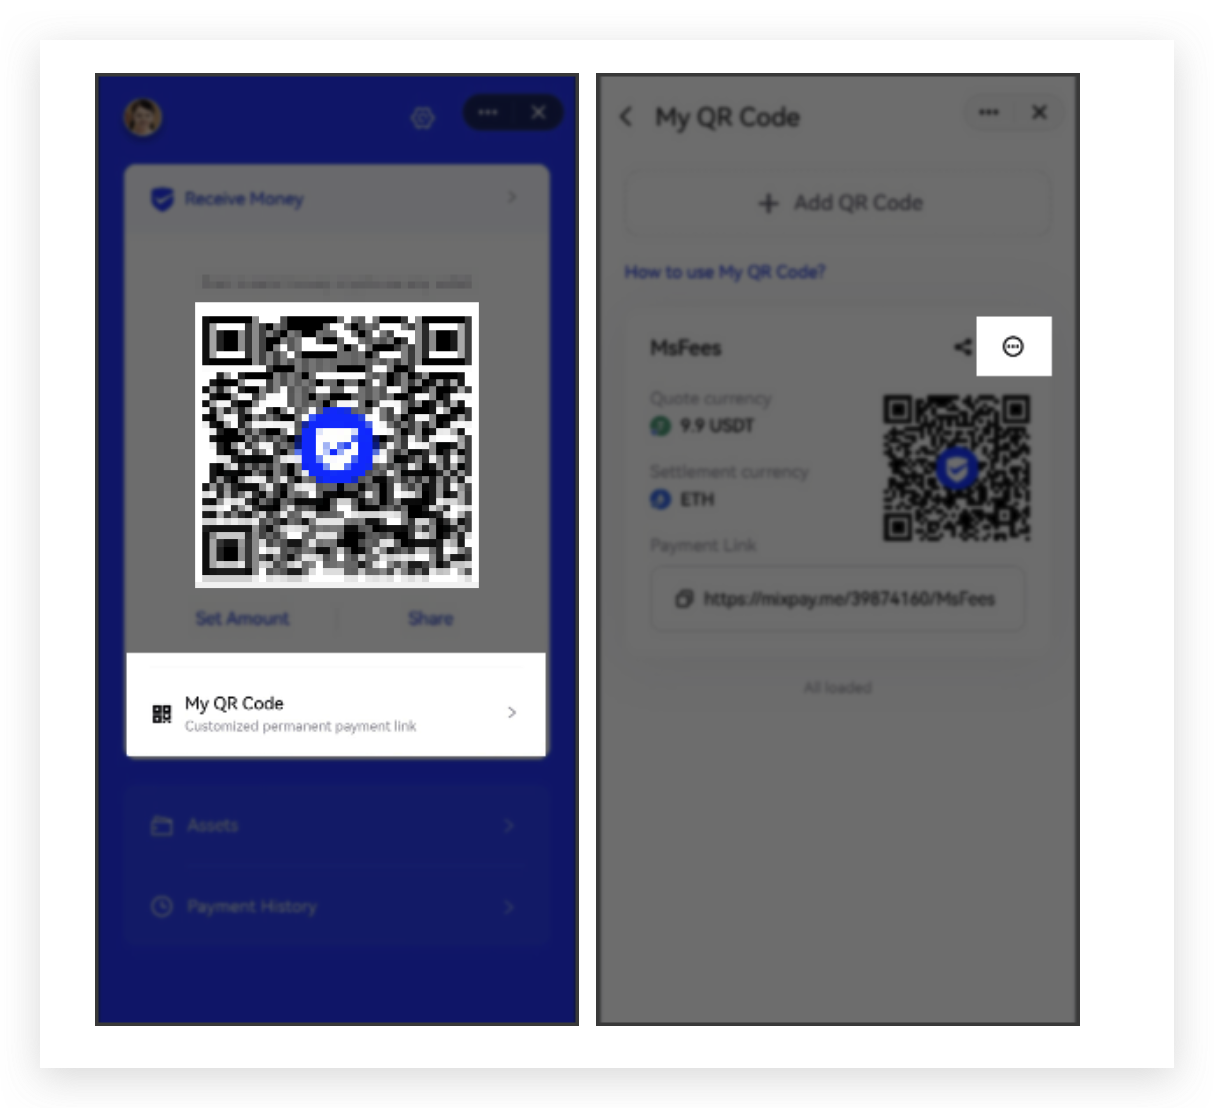 Receive Money
Set Amount
Share
My QR Code
Customized permanent payment link
Assets
Payment History
My QR Code
Add QR Code
How to use My QR Code?
MsFees
Quote currency
9.9 USDT
Settlement currency
ETH
Payment Link
https://mixpay.me/39874160/MsFees
All loaded